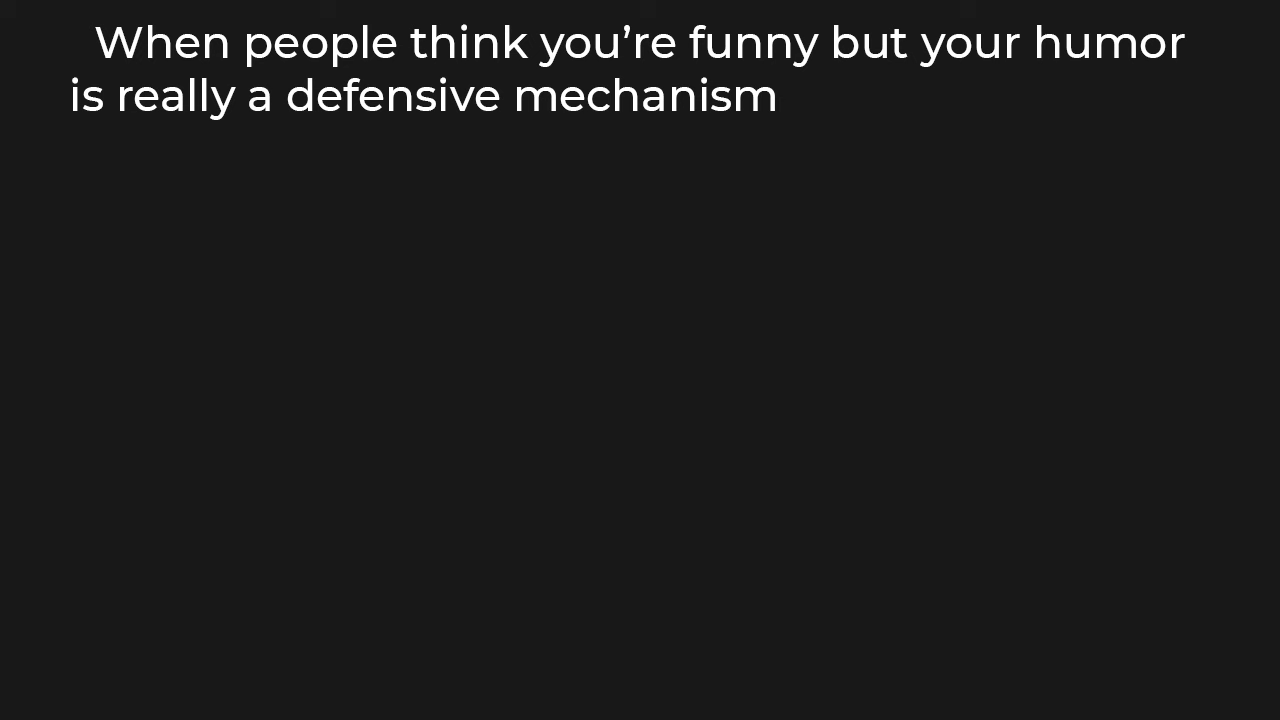 When people think you’re funny but your humor
is really a defensive mechanism